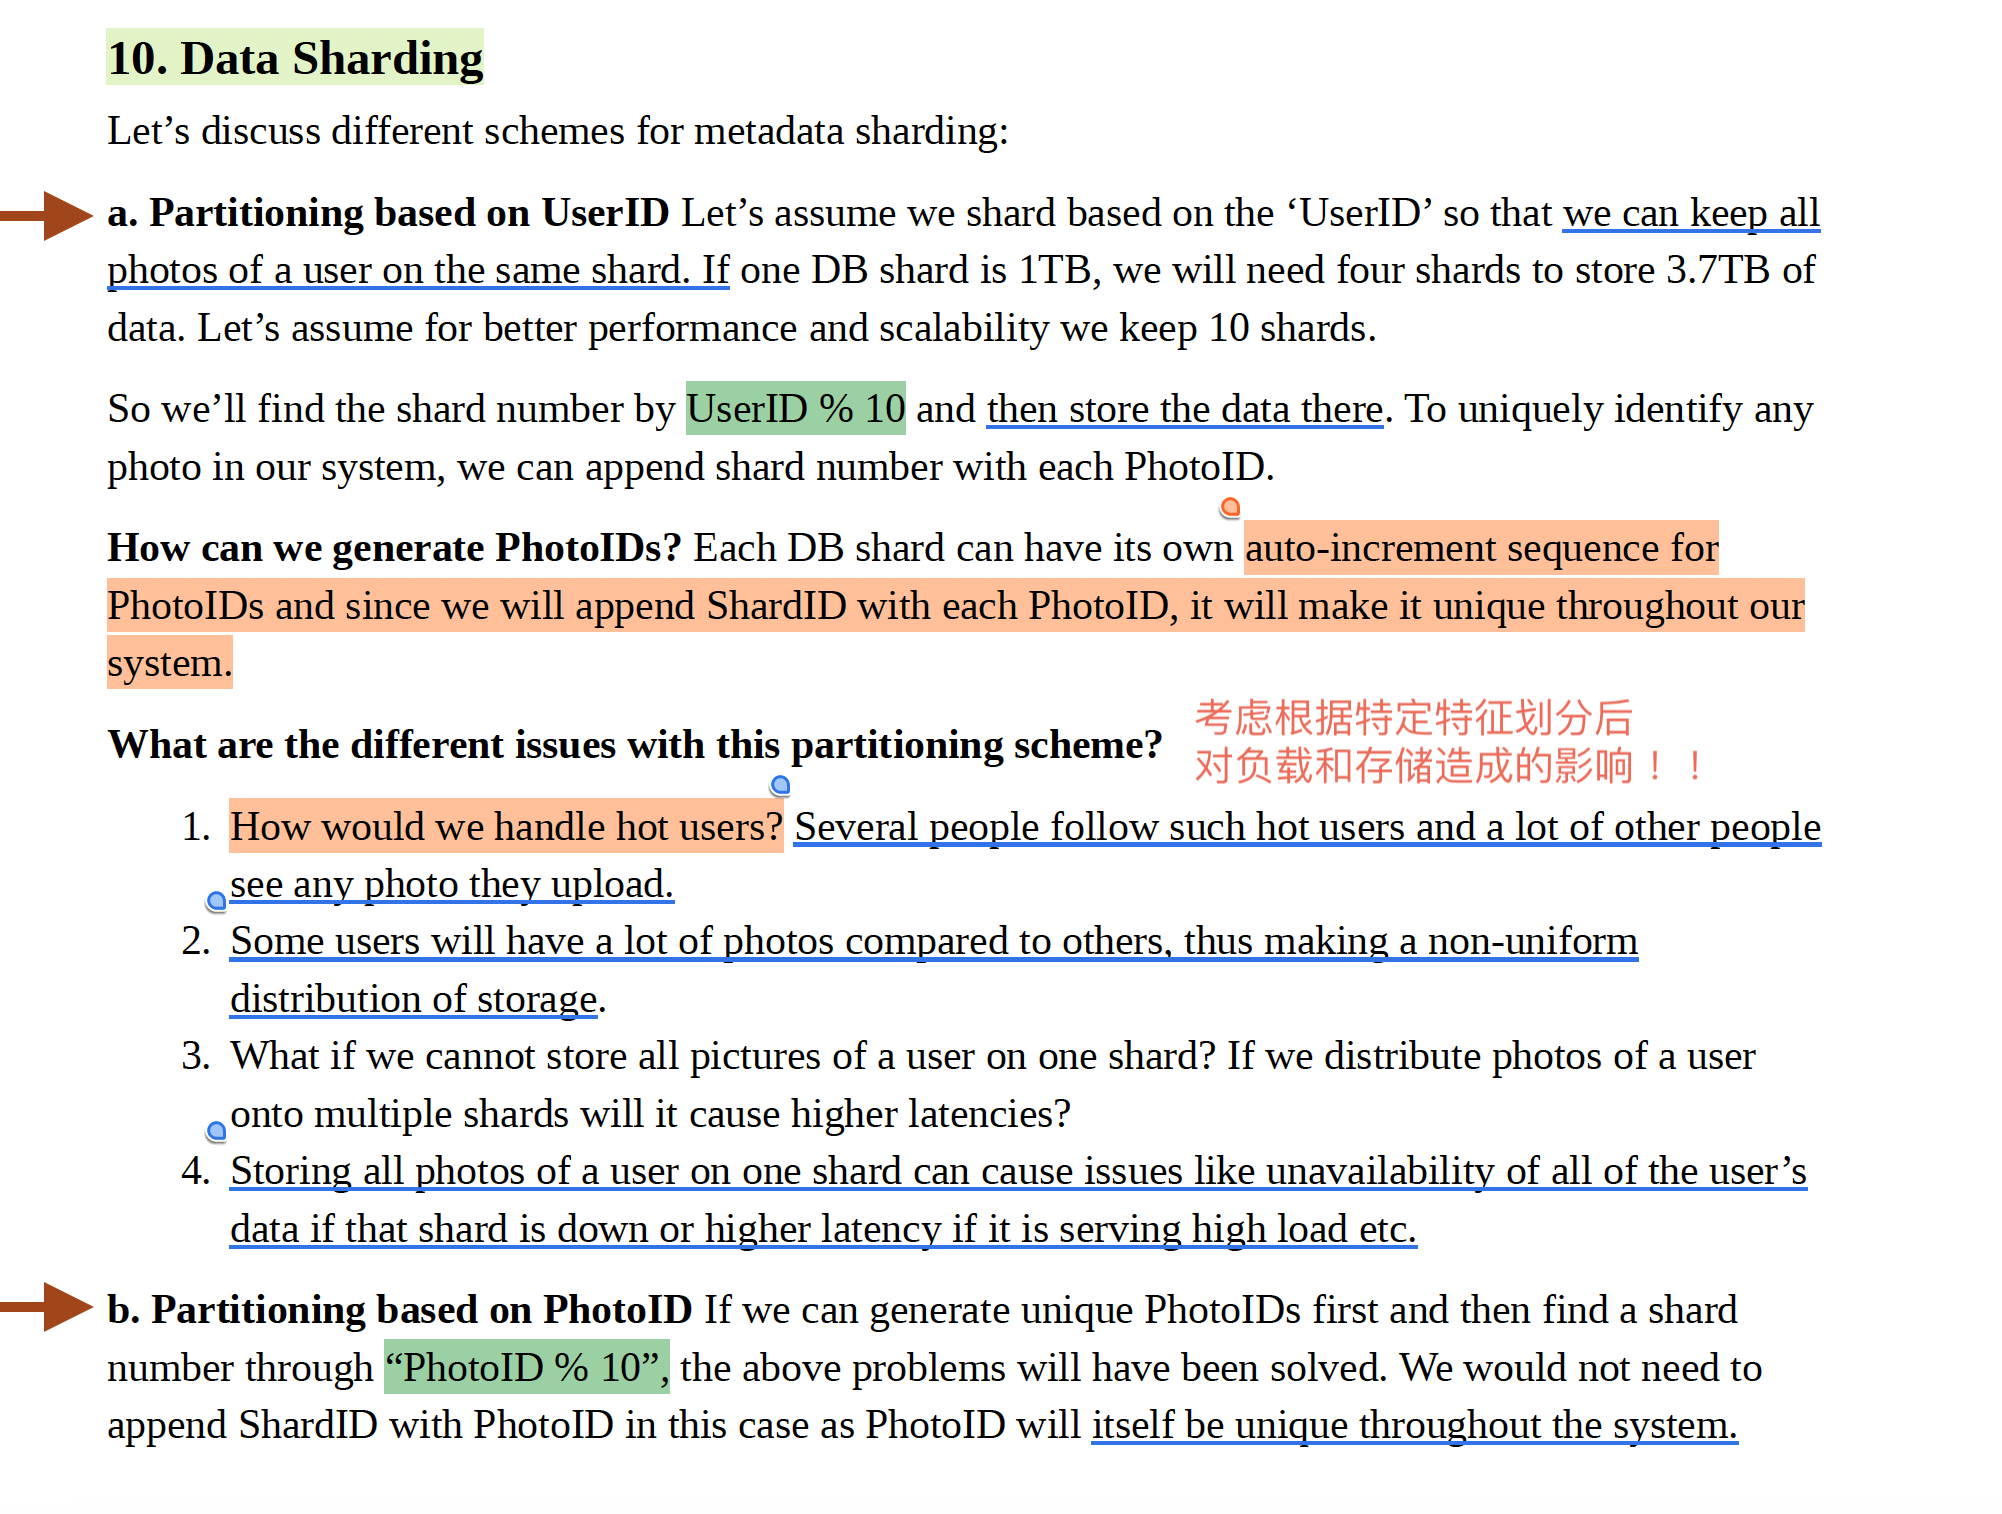 10. Data Sharding
Let’s discuss different schemes for metadata sharding:
a. Partitioning based on UserID Let’s assume we shard based on the ‘UserID’ so that we can keep all
photos of a user on the same shard. If one DB shard is 1TB, we will need four shards to store 3.7TB of
data. Let’s assume for better performance and scalability we keep 10 shards.
So we’ll find the shard number by UserID % 10 and then store the data there. To uniquely identify any
photo in our system, we can append shard number with each PhotoID.
How can we generate PhotoIDs? Each DB shard can have its own auto-increment sequence for
PhotoIDs and since we will append ShardID with each PhotoID, it will make it unique throughout our
system.
考虑根据特定特征划分后
What are the different issues with this partitioning scheme?
对负载和存储造成的影响！！
1. How would we handle hot users? Several people follow such hot users and a lot of other people
see any photo they upload.
2. Some users will have a lot of photos compared to others, thus making a non-uniform
distribution of storage.
3. What if we cannot store all pictures of a user on one shard? If we distribute photos of a user
onto multiple shards will it cause higher latencies?
4. Storing all photos of a user on one shard can cause issues like unavailability of all of the user’s
data if that shard is down or higher latency if it is serving high load etc.
b. Partitioning based on PhotoID If we can generate unique PhotoIDs first and then find a shard
number through “PhotoID % 10”, the above problems will have been solved. We would not need to
append ShardID with PhotoID in this case as PhotoID will itself be unique throughout the system.